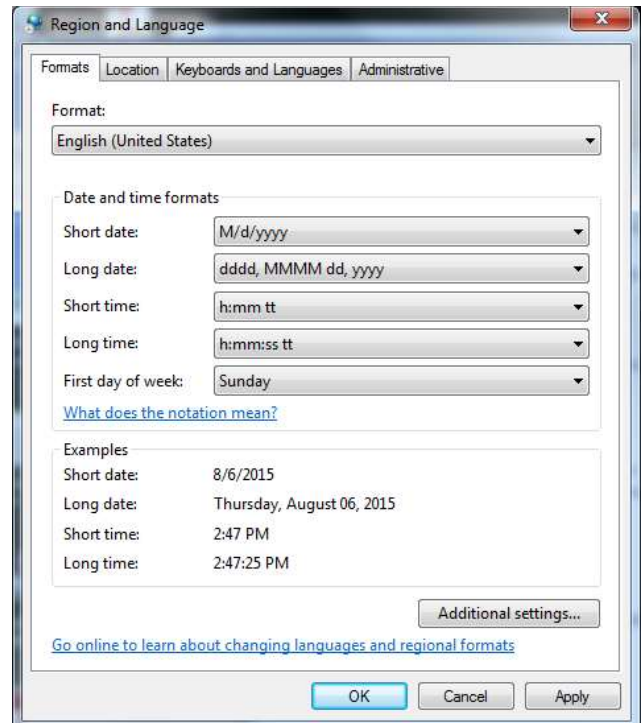 Region and Language
Formats Location Keyboards and Languages Administrative
Format:
English (United States)
Date and time formats
Short date: M/d/yyyy
Long date: dddd, MMMM dd, yyyy
Short time: h:mm tt
Long time: h:mm:ss tt
First day of week: Sunday
What does the notation mean?
Examples
Short date: 8/6/2015
Long date: Thursday, August 06, 2015
Short time: 2:47 PM
Long time: 2:47:25 PM
Additional settings...
Go online to learn about changing languages and regional formats
OK Cancel Apply